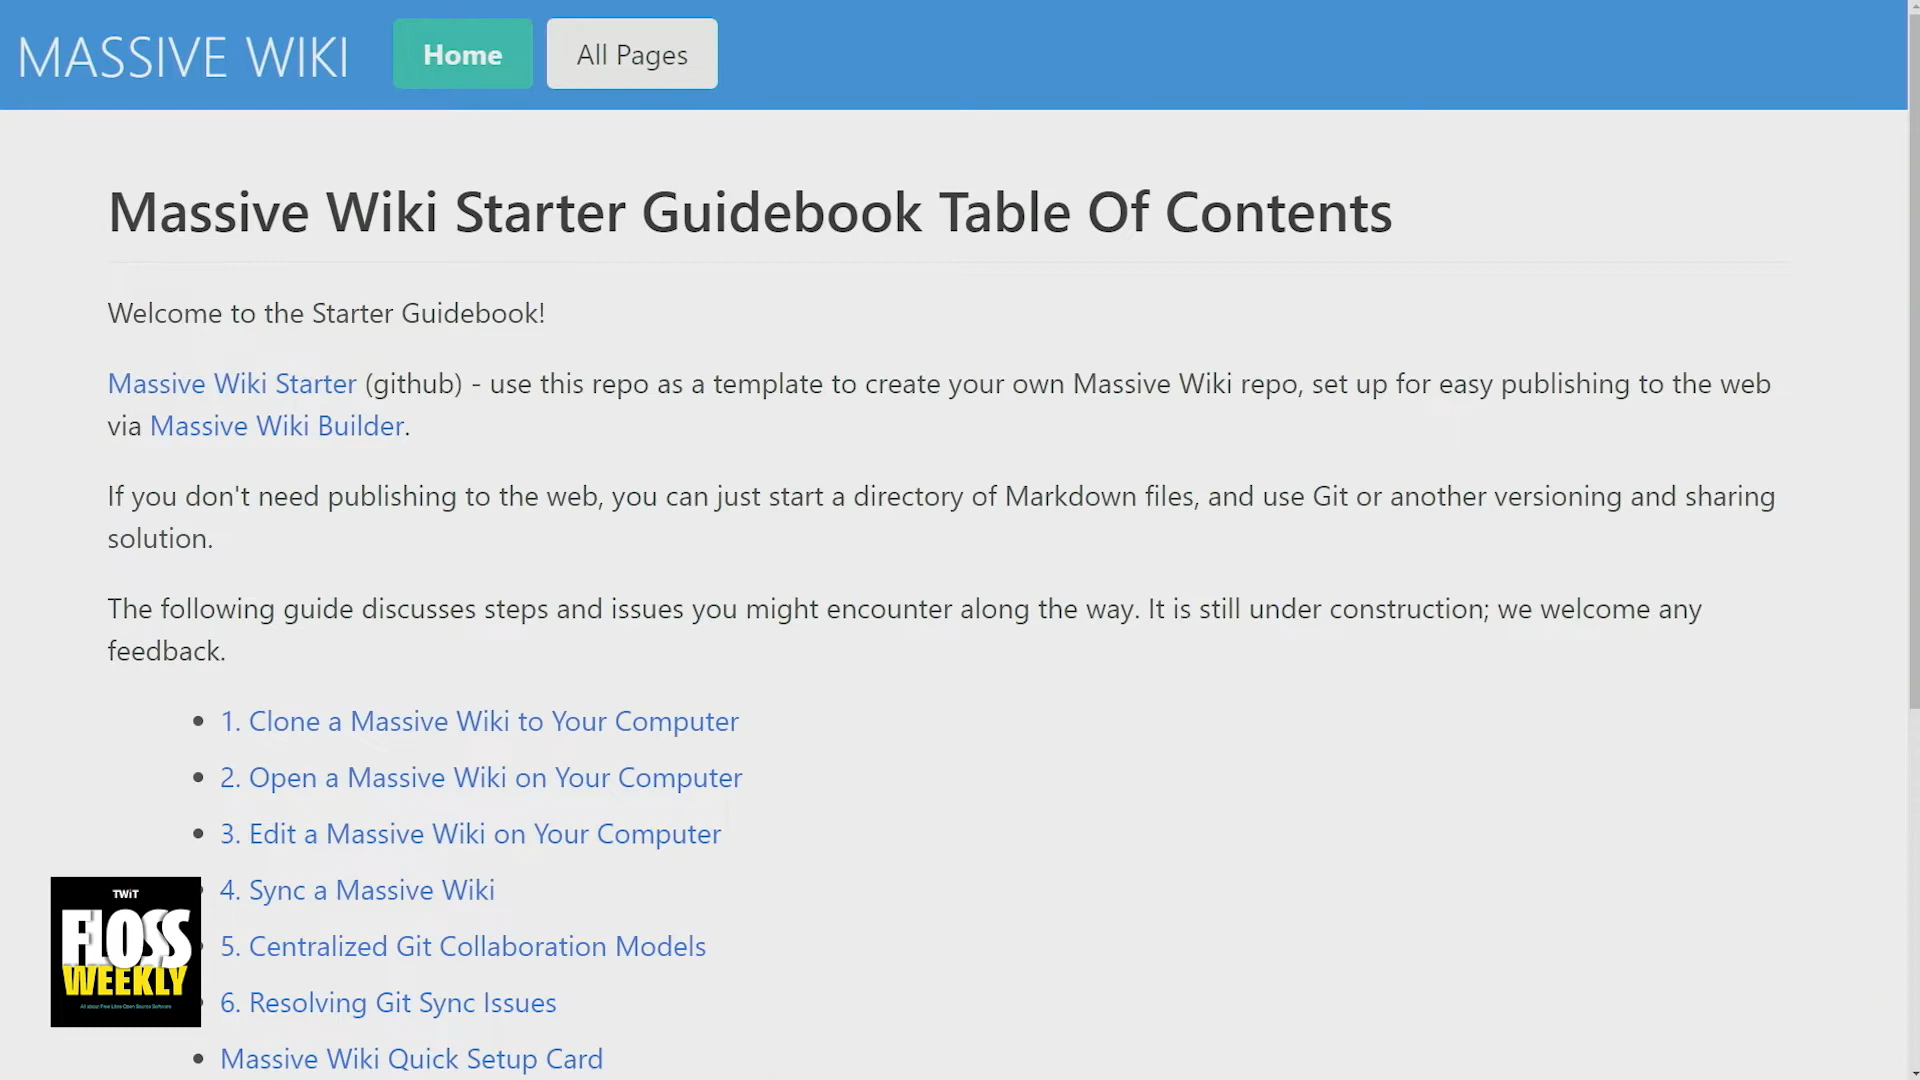 MASSIVE WIKI
Home
All Pages
Massive Wiki Starter Guidebook Table Of Contents
Welcome to the Starter Guidebook!
Massive Wiki Starter (github) - use this repo as a template to create your own Massive Wiki repo, set up for easy publishing to the web
via Massive Wiki Builder.
If you don't need publishing to the web, you can just start a directory of Markdown files, and use Git or another versioning and sharing
solution.
The following guide discusses steps and issues you might encounter along the way. It is still under construction; we welcome any
feedback.
1. Clone a Massive Wiki to Your Computer
2. Open a Massive Wiki on Your Computer
3. Edit a Massive Wiki on Your Computer
4. Sync a Massive Wiki
5. Centralized Git Collaboration Models
6. Resolving Git Sync Issues
Massive Wiki Quick Setup Card
TWiT
FLOSS
WEEKLY
All about Free Libre Open Source Software